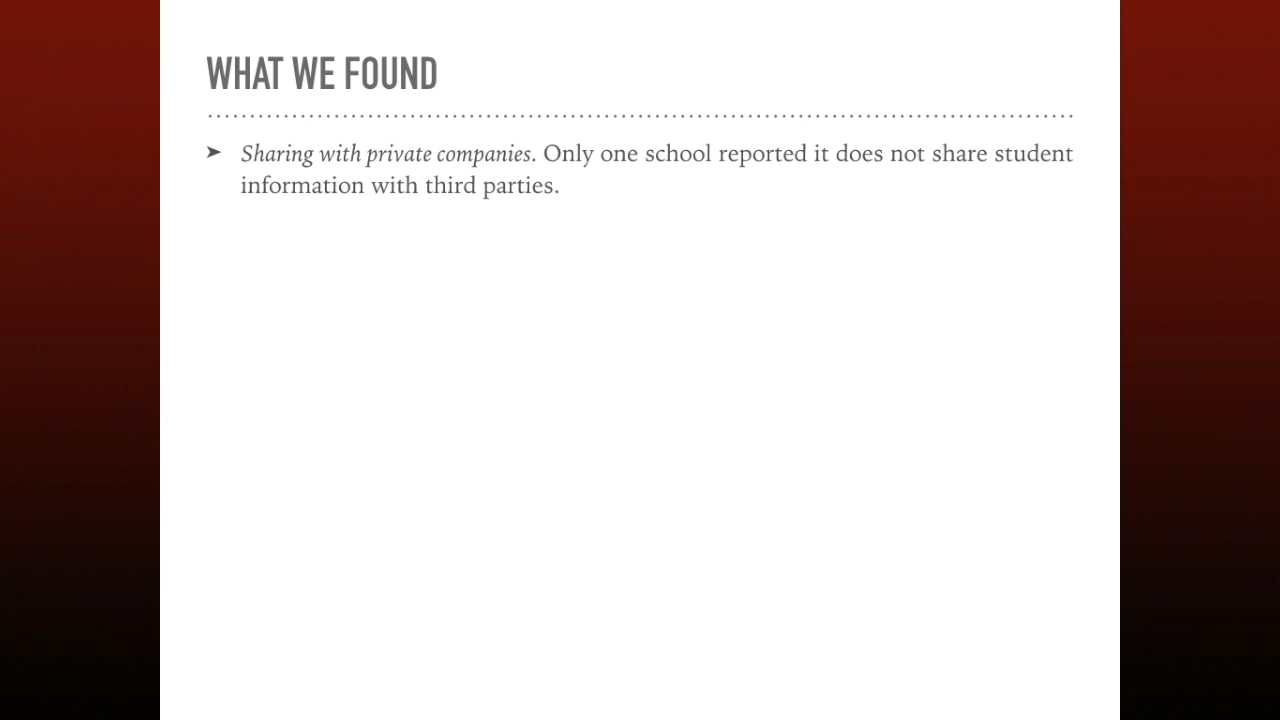 WHAT WE FOUND
➤ Sharing with private companies. Only one school reported it does not share student
information with third parties.